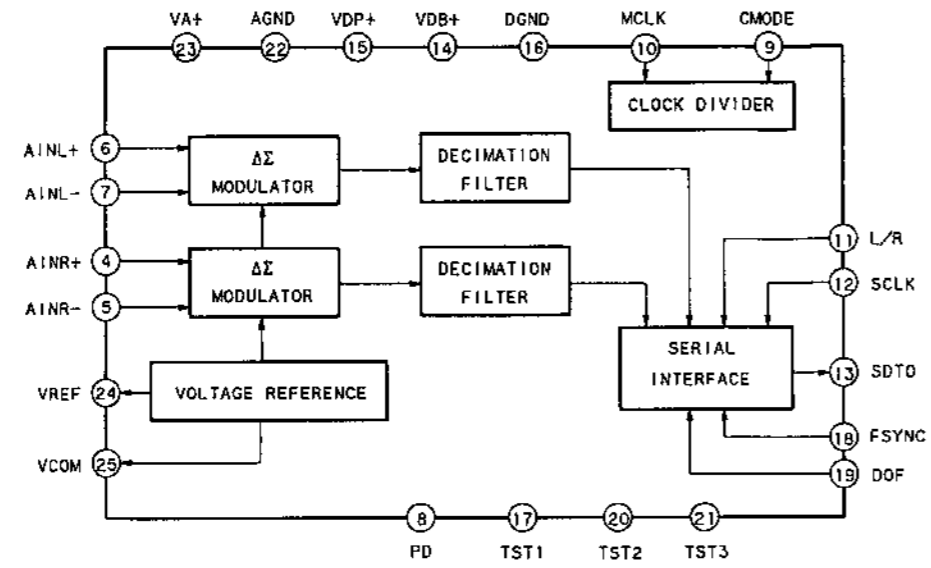 VA+ AGND VDP+ VDB+ DGND MCLK CMODE
23 22 15 14 16 10 9
CLOCK DIVIDER
AINL+ 6
AINL- 7
ΔΣ
MODULATOR
DECIMATION
FILTER
AINR+ 4
AINR- 5
ΔΣ
MODULATOR
DECIMATION
FILTER
11 L/R
12 SCLK
SERIAL
INTERFACE
13 SDTO
VREF 24
VOLTAGE REFERENCE
VCOM 25
18 FSYNC
19 DOF
8 17 20 21
PD TST1 TST2 TST3